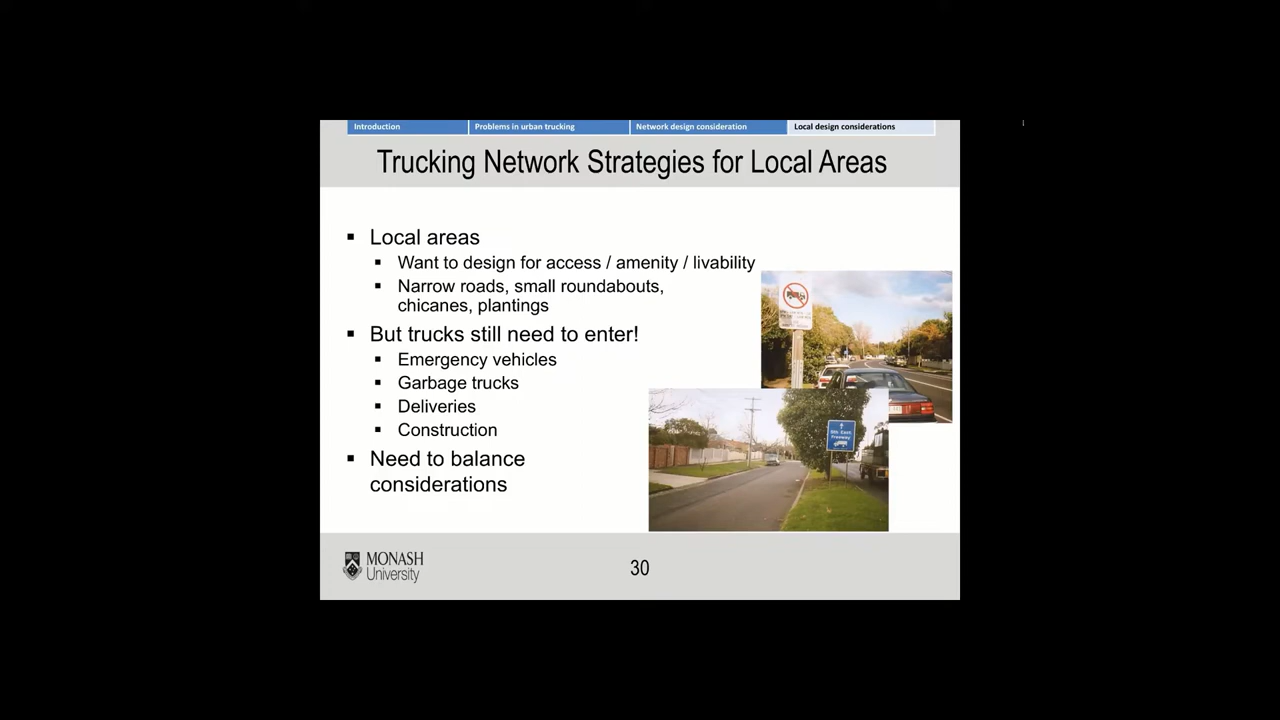 Introduction
Problems in urban trucking
Network design consideration
Local design considerations
Trucking Network Strategies for Local Areas
Local areas
Want to design for access / amenity / livability
Narrow roads, small roundabouts,
chicanes, plantings
But trucks still need to enter!
Emergency vehicles
Garbage trucks
Deliveries
Construction
Need to balance
considerations
Freeway
MONASH
University
30